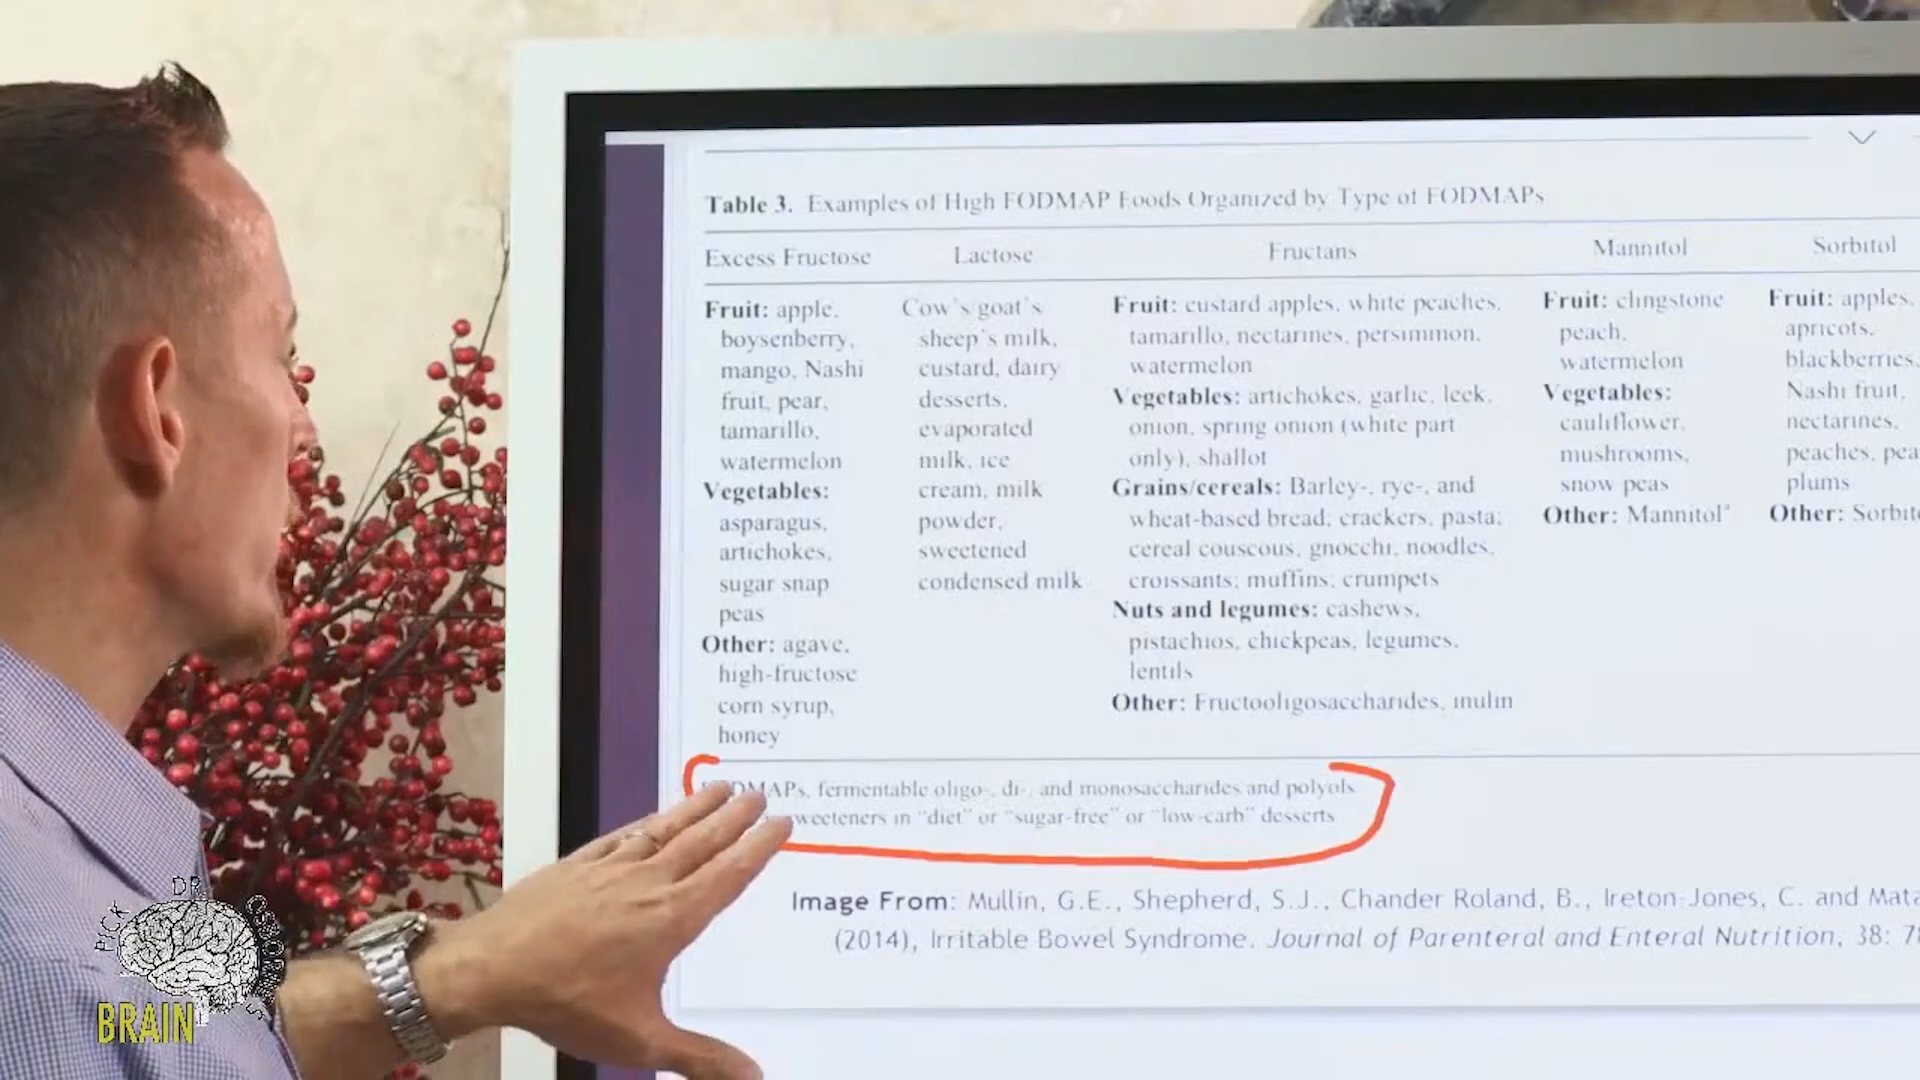 Table 3. Examples of High FODMAP Foods Organized by Type of FODMAPs
Excess Fructose
Fruit: apple,
boysenberry,
mango, Nashi
fruit, pear,
tamarillo,
watermelon
Vegetables:
asparagus,
artichokes,
sugar snap
peas
Other: agave,
high-fructose
corn syrup,
honey
Lactose
Cow's/goat's
sheep's milk,
custard, dairy
desserts,
evaporated
milk, ice
cream, milk
powder,
sweetened
condensed milk
Fructans
Fruit: custard apples, white peaches,
tamarillo, nectarines, persimmon,
watermelon
Vegetables: artichokes, garlic, leek,
onion, spring onion (white part
only), shallot
Grains/cereals: Barley-, rye-, and
wheat-based bread; crackers, pasta;
cereal couscous, gnocchi, noodles,
croissants; muffins; crumpets
Nuts and legumes: cashews,
pistachios, chickpeas, legumes,
lentils
Other: Fructooligosaccharides, inulin
Mannitol
Fruit: clingstone
peach,
watermelon
Vegetables:
cauliflower,
mushrooms,
snow peas
Other: Mannitol
Sorbitol
Fruit: apples,
apricots,
blackberries,
Nashi fruit,
nectarines,
peaches,
plums
Other:
fermentable oligo-, di-, and monosaccharides and polyols
sweeteners in "diet" or "sugar-free" or "low-carb" desserts
Image From: Mullin, G.E., Shepherd, S.J., Chander Roland, B., Ireton-Jones, C. and
(2014), Irritable Bowel Syndrome. Journal of Parenteral and Enteral Nutrition, 38:
PICK
DR.
BRAIN